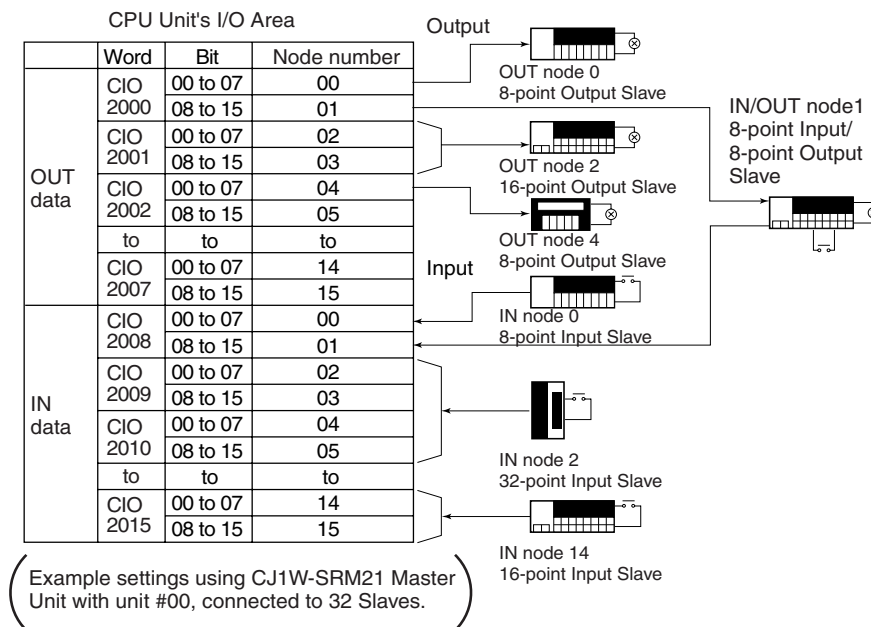 CPU Unit's I/O Area
Output
Word Bit Node number
OUT data
CIO 2000 00 to 07 00
08 to 15 01
CIO 2001 00 to 07 02
08 to 15 03
CIO 2002 00 to 07 04
08 to 15 05
to to to
CIO 2007 00 to 07 14
08 to 15 15
IN data
CIO 2008 00 to 07 00
08 to 15 01
CIO 2009 00 to 07 02
08 to 15 03
CIO 2010 00 to 07 04
08 to 15 05
to to to
CIO 2015 00 to 07 14
08 to 15 15
OUT node 0
8-point Output Slave
IN/OUT node1
8-point Input/
8-point Output
Slave
OUT node 2
16-point Output Slave
OUT node 4
8-point Output Slave
Input
IN node 0
8-point Input Slave
IN node 2
32-point Input Slave
IN node 14
16-point Input Slave
Example settings using CJ1W-SRM21 Master
Unit with unit #00, connected to 32 Slaves.